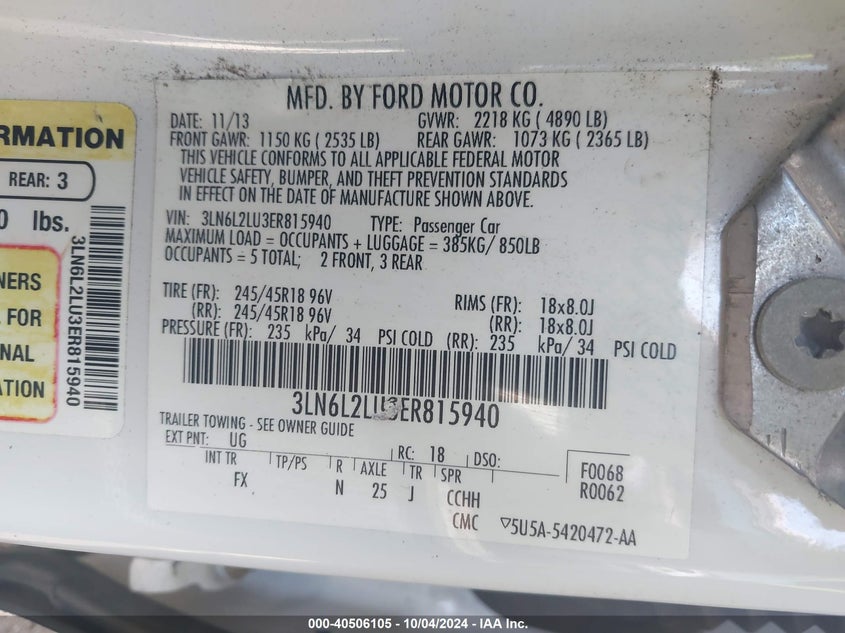 MFD. BY FORD MOTOR CO.
DATE: 11/13 GVWR: 2218 KG ( 4890 LB)
FRONT GAWR: 1150 KG ( 2535 LB) REAR GAWR: 1073 KG ( 2365 LB)
THIS VEHICLE CONFORMS TO ALL APPLICABLE FEDERAL MOTOR
VEHICLE SAFETY, BUMPER, AND THEFT PREVENTION STANDARDS
IN EFFECT ON THE DATE OF MANUFACTURE SHOWN ABOVE.
VIN: 3LN6L2LU3ER815940 TYPE: Passenger Car
MAXIMUM LOAD = OCCUPANTS + LUGGAGE = 385KG/ 850LB
OCCUPANTS = 5 TOTAL; 2 FRONT, 3 REAR
TIRE (FR): 245/45R18 96V RIMS (FR): 18x8.0J
(RR): 245/45R18 96V (RR): 18x8.0J
PRESSURE (FR): 235 kPa/ 34 PSI COLD (RR): 235 kPa/ 34 PSI COLD
3LN6L2LU3ER815940
TRAILER TOWING - SEE OWNER GUIDE
EXT PNT: UG RC: 18 DSO:
INT TR TP/PS R AXLE TR SPR F0068
FX N 25 J CCHH R0062
CMC ▽5U5A-5420472-AA
RMATION
REAR: 3
0 lbs.
NERS
L FOR
NAL
ATION
3LN6L2LU3ER815940
000-40506105 - 10/04/2024 - IAA Inc.